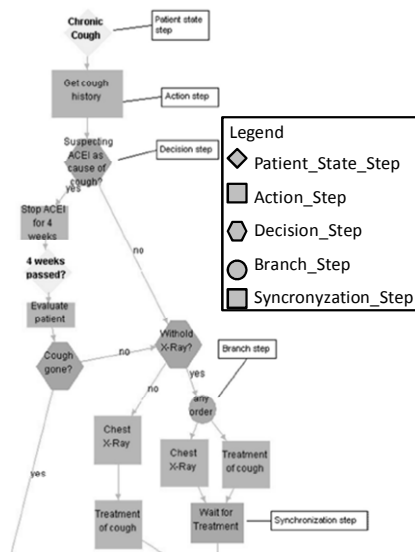 Chronic
Cough
Patient state
step
Get cough
history
Action step
Suspecting
ACEI as
cause of
cough?
Decision step
Legend
Patient_State_Step
Action_Step
Decision_Step
Branch_Step
Syncronyzation_Step
yes
Stop ACEI
for 4
weeks
no
4 weeks
passed?
Evaluate
patient
Cough
gone?
no
Withold
X-Ray?
Branch step
no
yes
any
order
Chest
X-Ray
Chest
X-Ray
Treatment
of cough
yes
Treatment
of cough
Wait for
Treatment
Synchronization step